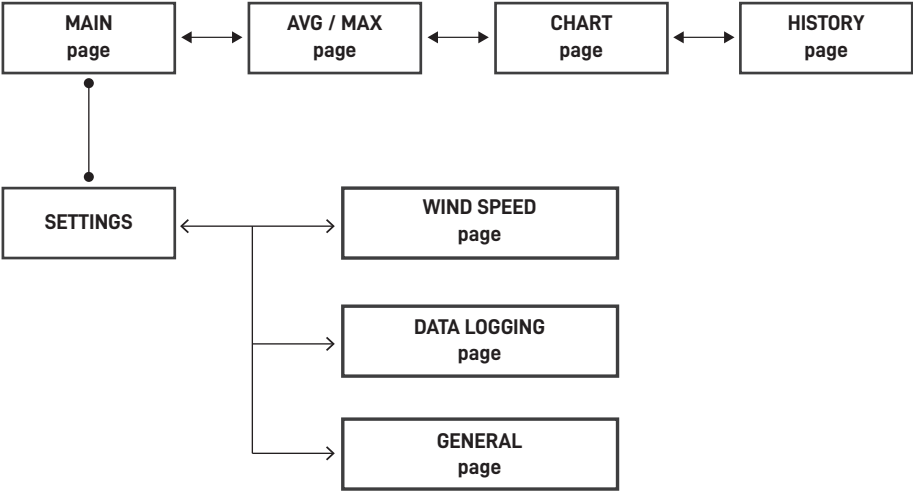 MAIN
page
AVG / MAX
page
CHART
page
HISTORY
page
SETTINGS
WIND SPEED
page
DATA LOGGING
page
GENERAL
page